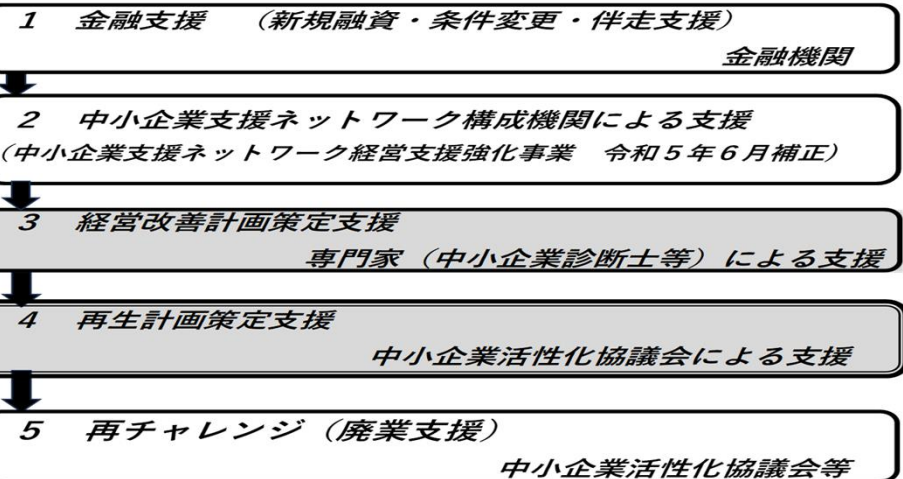 1 金融支援 （新規融資・条件変更・伴走支援）
金融機関
2 中小企業支援ネットワーク構成機関による支援
（中小企業支援ネットワーク経営支援強化事業 令和５年６月補正）
3 経営改善計画策定支援
専門家（中小企業診断士等）による支援
4 再生計画策定支援
中小企業活性化協議会による支援
5 再チャレンジ（廃業支援）
中小企業活性化協議会等